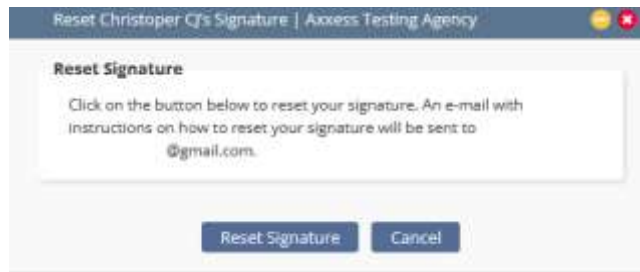 Reset Christoper CJ's Signature | Axxess Testing Agency
Reset Signature
Click on the button below to reset your signature. An e-mail with
instructions on how to reset your signature will be sent to
@gmail.com.
Reset Signature Cancel